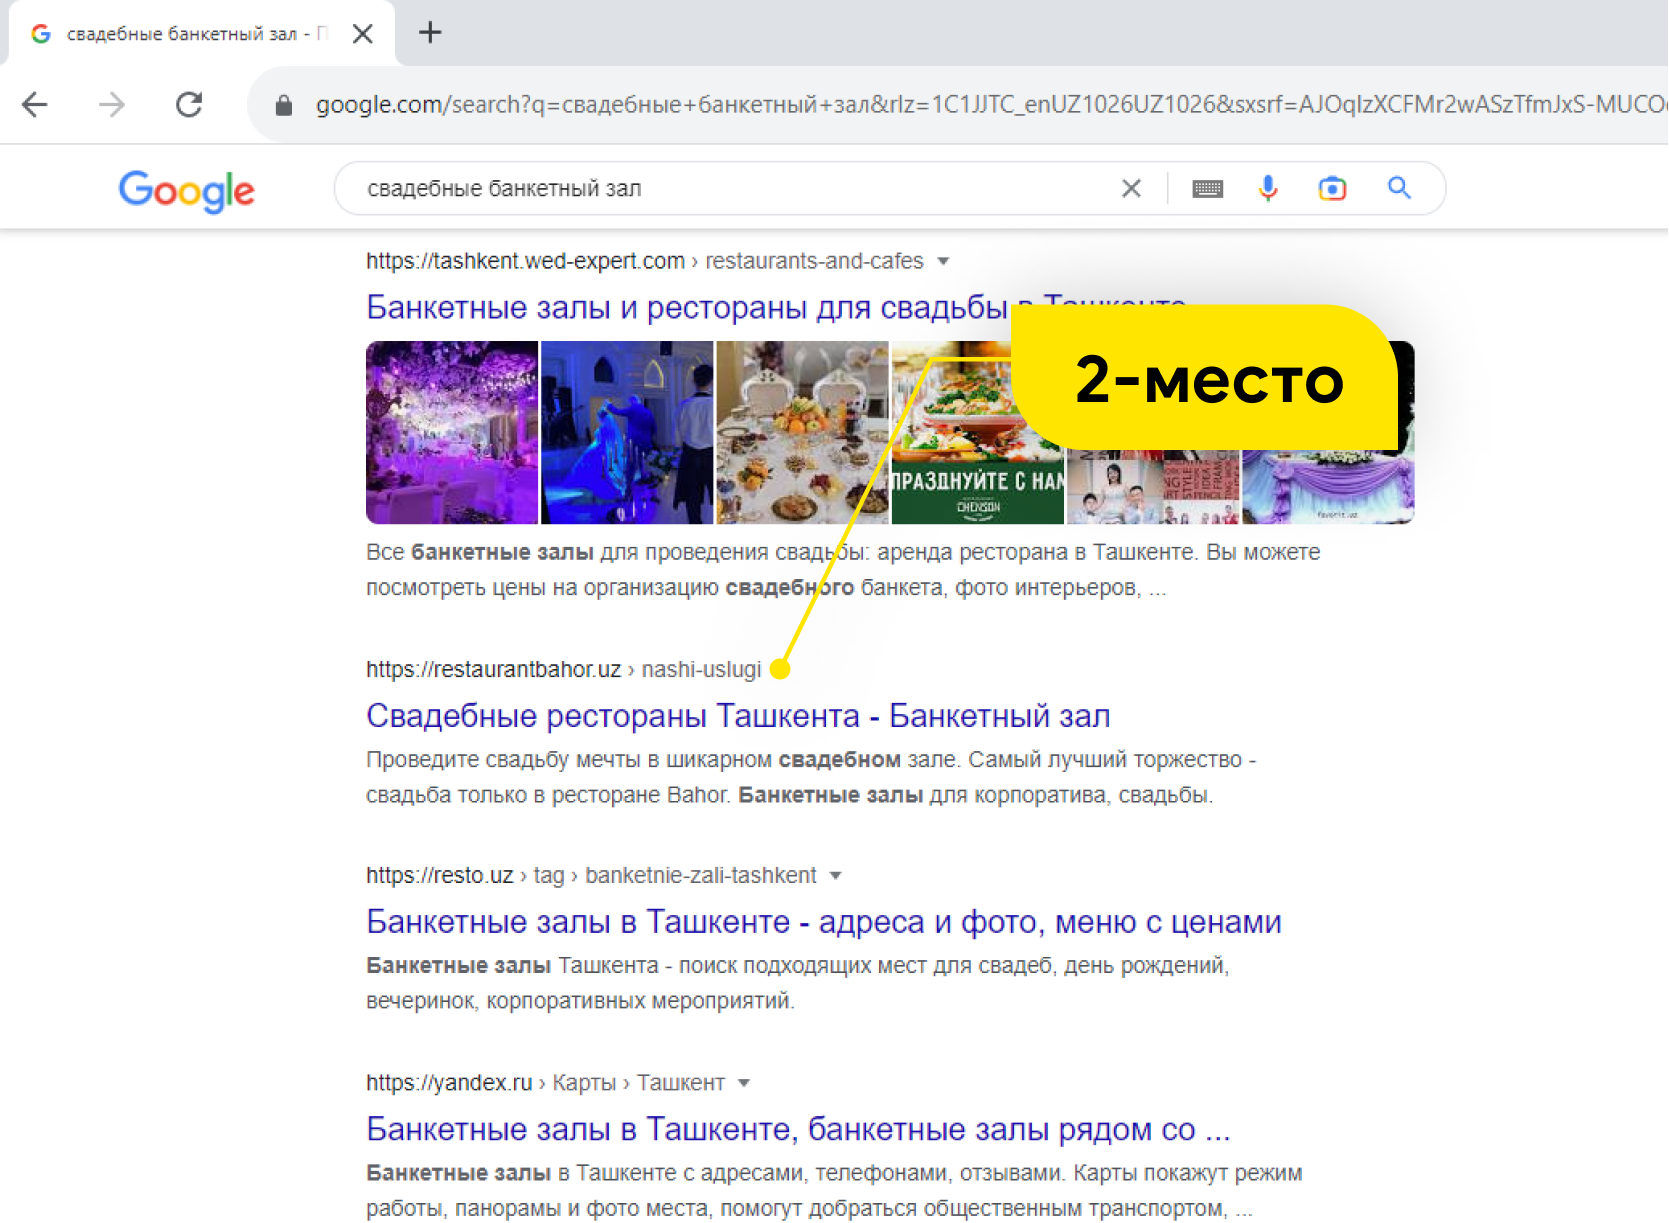 свадебные банкетный зал - П
google.com/search?q=свадебные+банкетный+зал&rlz=1C1JJTC_enUZ1026UZ1026&sxsrf=AJOqlzXCFMr2wASzTfmJxS-MUCO
Google
свадебные банкетный зал
https://tashkent.wed-expert.com › restaurants-and-cafes
Банкетные залы и рестораны для свадьбы в Ташкенте
2-место
ПРАЗДНУЙТЕ С НАМ
CHENSON
Все банкетные залы для проведения свадьбы: аренда ресторана в Ташкенте. Вы можете
посмотреть цены на организацию свадебного банкета, фото интерьеров, ...
https://restaurantbahor.uz › nashi-uslugi
Свадебные рестораны Ташкента - Банкетный зал
Проведите свадьбу мечты в шикарном свадебном зале. Самый лучший торжество -
свадьба только в ресторане Bahor. Банкетные залы для корпоратива, свадьбы.
https://resto.uz › tag › banketnie-zali-tashkent
Банкетные залы в Ташкенте - адреса и фото, меню с ценами
Банкетные залы Ташкента - поиск подходящих мест для свадеб, день рождений,
вечеринок, корпоративных мероприятий.
https://yandex.ru › Карты › Ташкент
Банкетные залы в Ташкенте, банкетные залы рядом со ...
Банкетные залы в Ташкенте с адресами, телефонами, отзывами. Карты покажут режим
работы, панорамы и фото места, помогут добраться общественным транспортом, ...